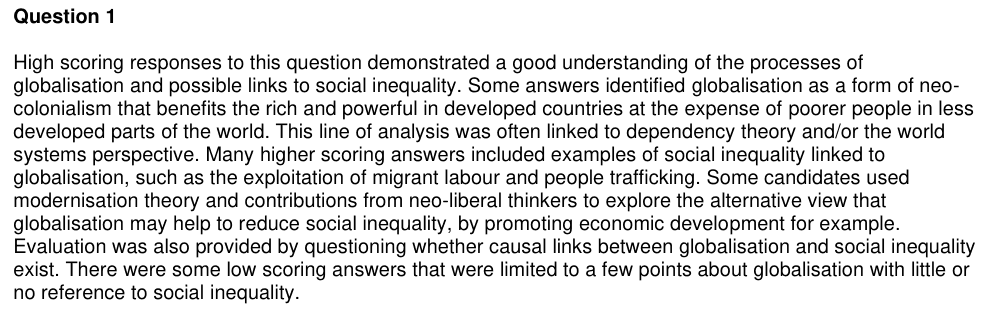 Question 1
High scoring responses to this question demonstrated a good understanding of the processes of
globalisation and possible links to social inequality. Some answers identified globalisation as a form of neo-
colonialism that benefits the rich and powerful in developed countries at the expense of poorer people in less
developed parts of the world. This line of analysis was often linked to dependency theory and/or the world
systems perspective. Many higher scoring answers included examples of social inequality linked to
globalisation, such as the exploitation of migrant labour and people trafficking. Some candidates used
modernisation theory and contributions from neo-liberal thinkers to explore the alternative view that
globalisation may help to reduce social inequality, by promoting economic development for example.
Evaluation was also provided by questioning whether causal links between globalisation and social inequality
exist. There were some low scoring answers that were limited to a few points about globalisation with little or
no reference to social inequality.